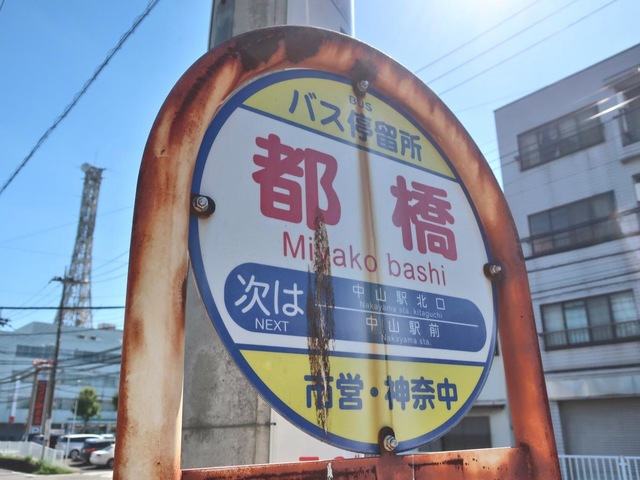 BUS
バス停留所
都橋
Miyako bashi
次は
NEXT
中山駅北口
Nakayama sta. kitaguchi
中山駅前
Nakayama sta.
市営・神奈中